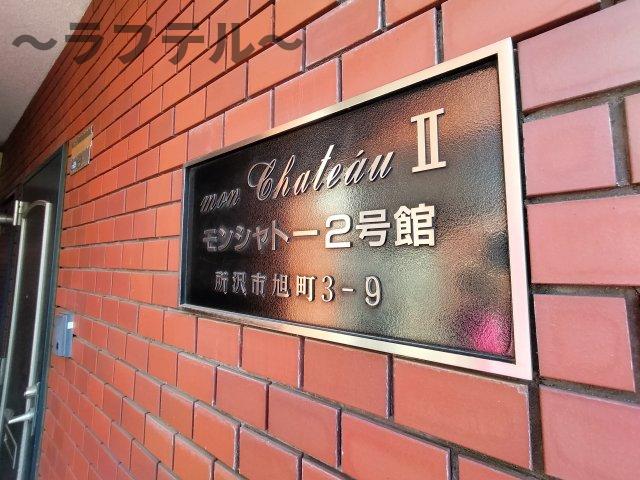 ～ラフテル～
mon Chateáu II
モンシャトー2号館
所沢市旭町3-9